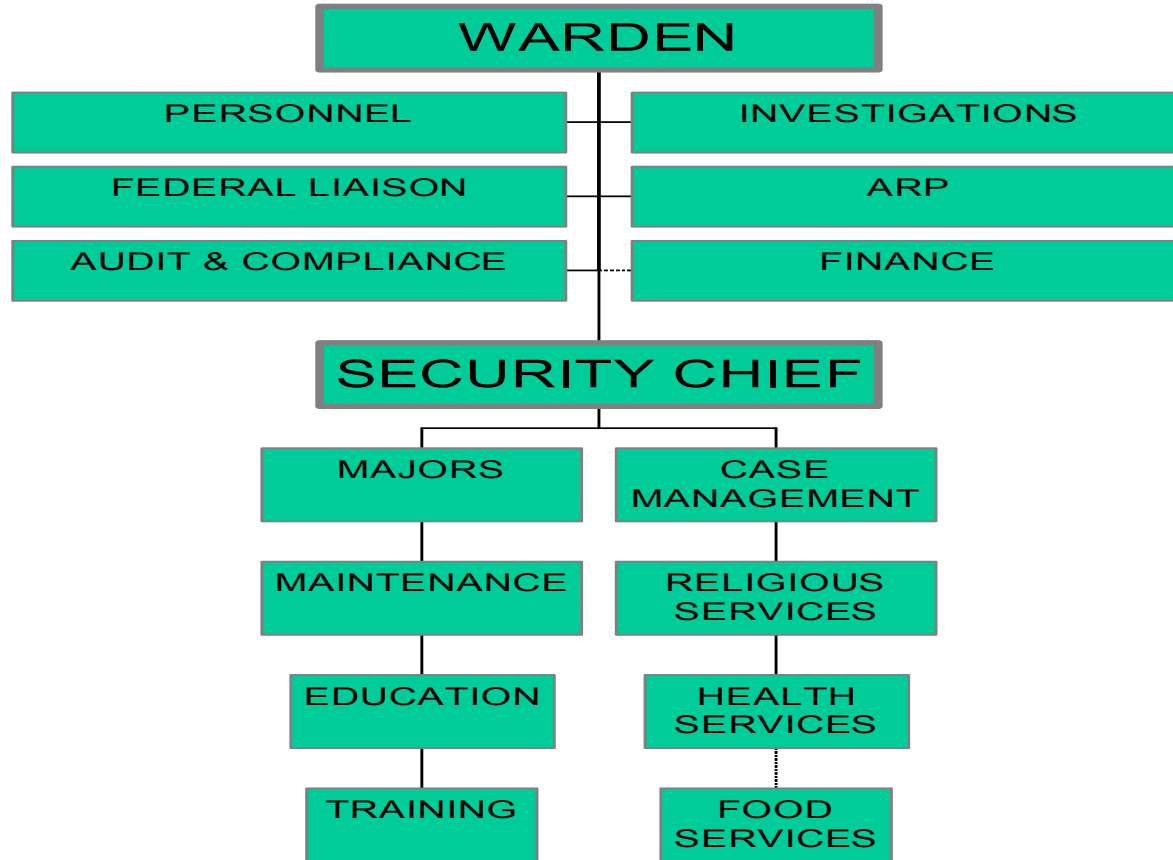 WARDEN
PERSONNEL
INVESTIGATIONS
FEDERAL LIAISON
ARP
AUDIT & COMPLIANCE
FINANCE
SECURITY CHIEF
MAJORS
CASE
MANAGEMENT
MAINTENANCE
RELIGIOUS
SERVICES
EDUCATION
HEALTH
SERVICES
TRAINING
FOOD
SERVICES